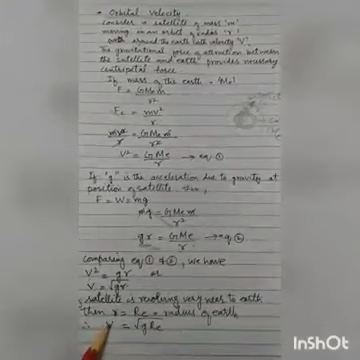 • Orbital Velocity.
Consider a satellite of mass 'm'
moving in an orbit of radius 'r'
around the earth with velocity 'V'.
The gravitational force of attraction between
the satellite and earth provides necessary
centripetal force
If mass of the earth = Me
F = GMem/r²
Fc = mv²/r
mv²/r = GMem/r²
V² = GMe/r → eq ①
If "g" is the acceleration due to gravity at
position of satellite then,
F = W = mg
mg = GMem/r²
gr = GMe/r → eq ②
Comparing eq ① & ②, we have
V² = gr or
V = √gr
satellite is revolving very near to earth
then r = Re = radius of earth
∴ V = √gRe
InShOt